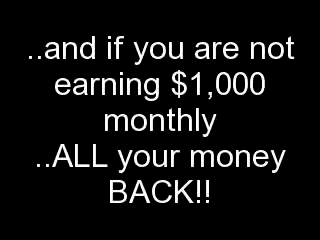 ..and if you are not
earning $1,000
monthly
..ALL your money
BACK!!